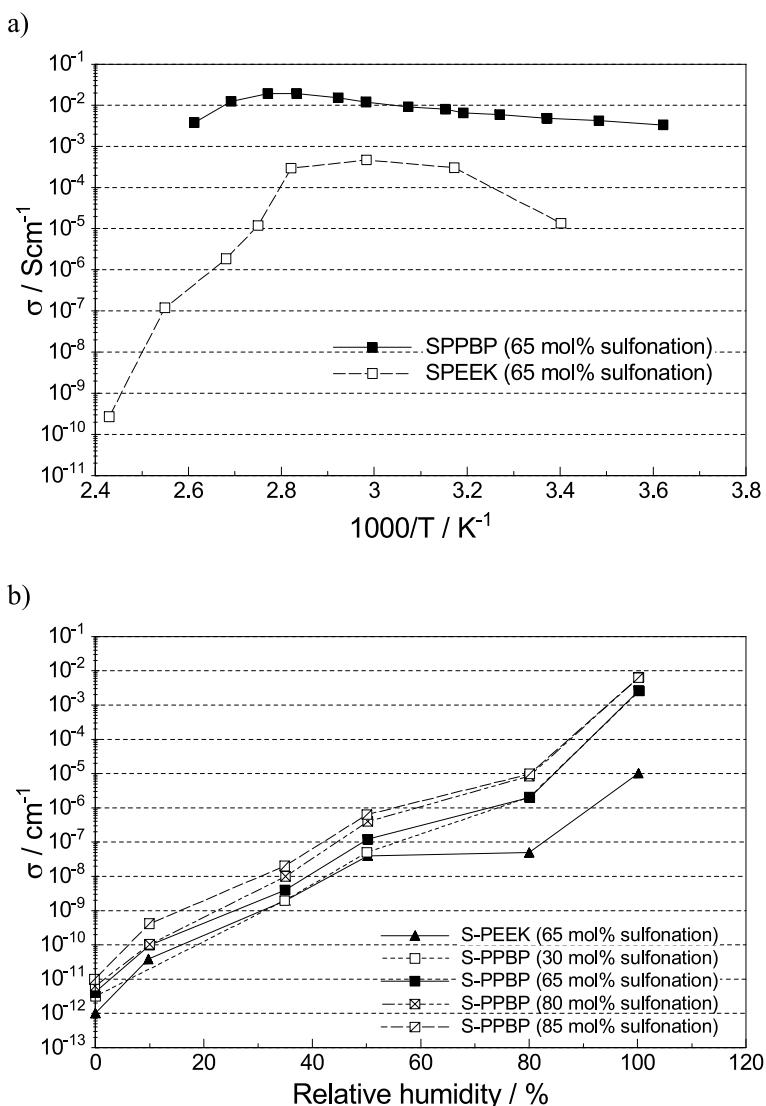 a)
10⁻¹
10⁻²
10⁻³
10⁻⁴
10⁻⁵
10⁻⁶
10⁻⁷
10⁻⁸
10⁻⁹
10⁻¹⁰
10⁻¹¹
σ / Scm⁻¹
SPPBP (65 mol% sulfonation)
SPEEK (65 mol% sulfonation)
2.4 2.6 2.8 3 3.2 3.4 3.6 3.8
1000/T / K⁻¹
b)
10⁻¹
10⁻²
10⁻³
10⁻⁴
10⁻⁵
10⁻⁶
10⁻⁷
10⁻⁸
10⁻⁹
10⁻¹⁰
10⁻¹¹
10⁻¹²
10⁻¹³
σ / cm⁻¹
S-PEEK (65 mol% sulfonation)
S-PPBP (30 mol% sulfonation)
S-PPBP (65 mol% sulfonation)
S-PPBP (80 mol% sulfonation)
S-PPBP (85 mol% sulfonation)
0 20 40 60 80 100 120
Relative humidity / %